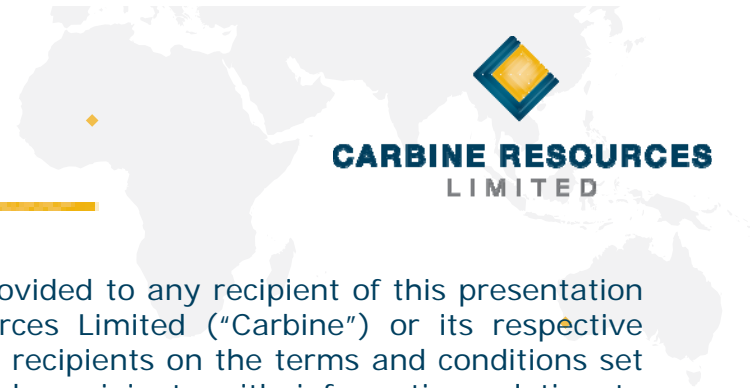 CARBINE RESOURCES
LIMITED
ovided to any recipient of this presentation
rces Limited (“Carbine”) or its respective
recipients on the terms and conditions set